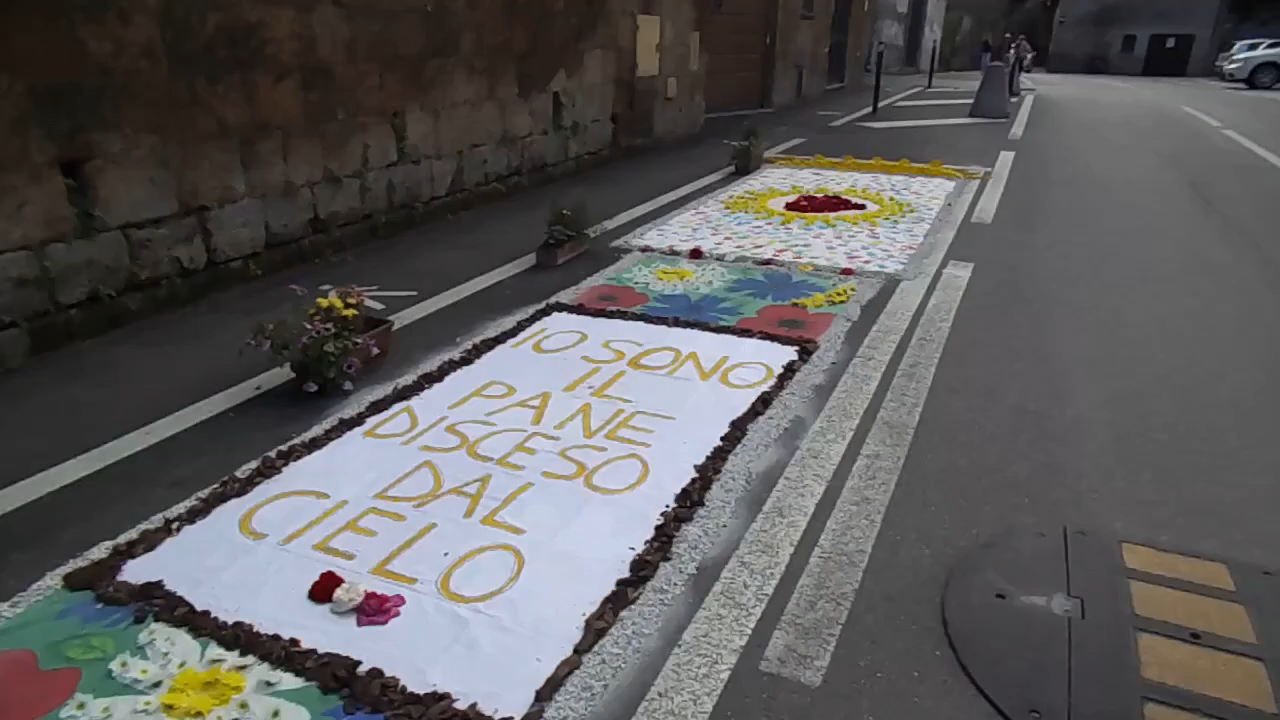 IO SONO
IL
PANE
DISCESO
DAL
CIELO